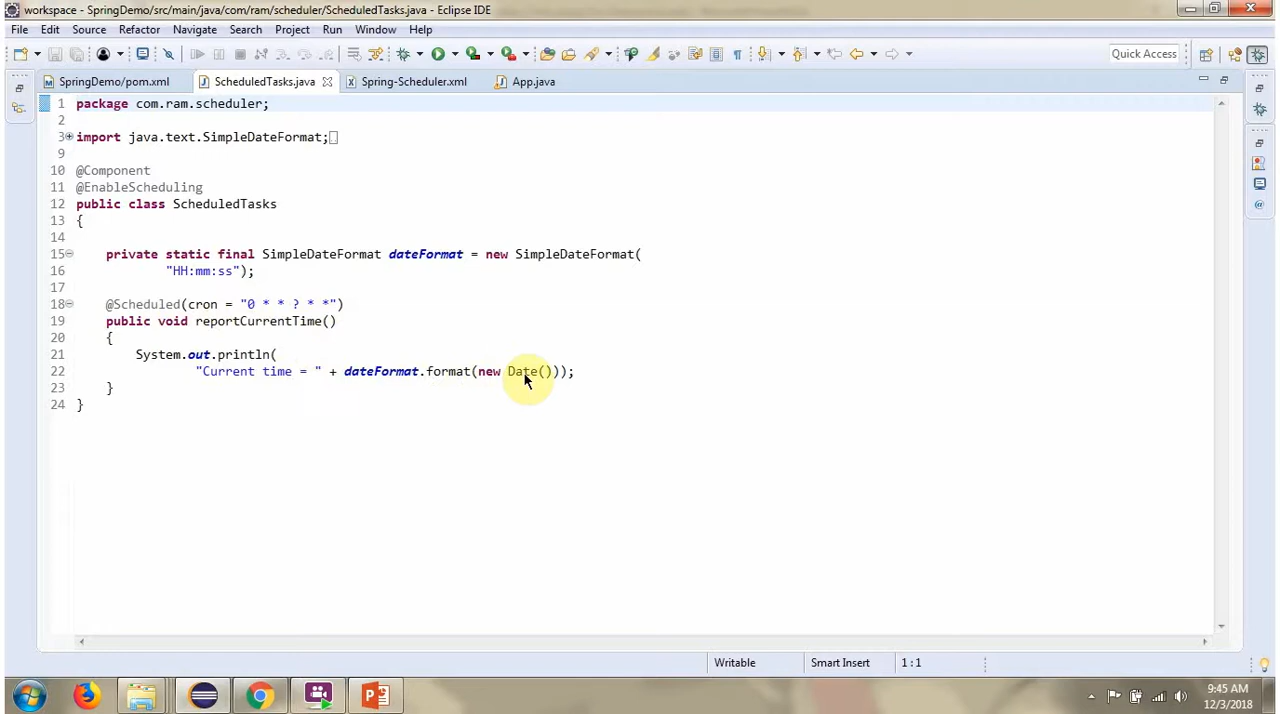 workspace - SpringDemo/src/main/java/com/ram/scheduler/ScheduledTasks.java - Eclipse IDE
File Edit Source Refactor Navigate Search Project Run Window Help
Quick Access
SpringDemo/pom.xml ScheduledTasks.java Spring-Scheduler.xml App.java
1 package com.ram.scheduler;
2
3 import java.text.SimpleDateFormat;
9
10 @Component
11 @EnableScheduling
12 public class ScheduledTasks
13 {
14
15 private static final SimpleDateFormat dateFormat = new SimpleDateFormat(
16 "HH:mm:ss");
17
18 @Scheduled(cron = "0 * * ? * *")
19 public void reportCurrentTime()
20 {
21 System.out.println(
22 "Current time = " + dateFormat.format(new Date()));
23 }
24 }
Writable Smart Insert 1 : 1
9:45 AM
12/3/2018